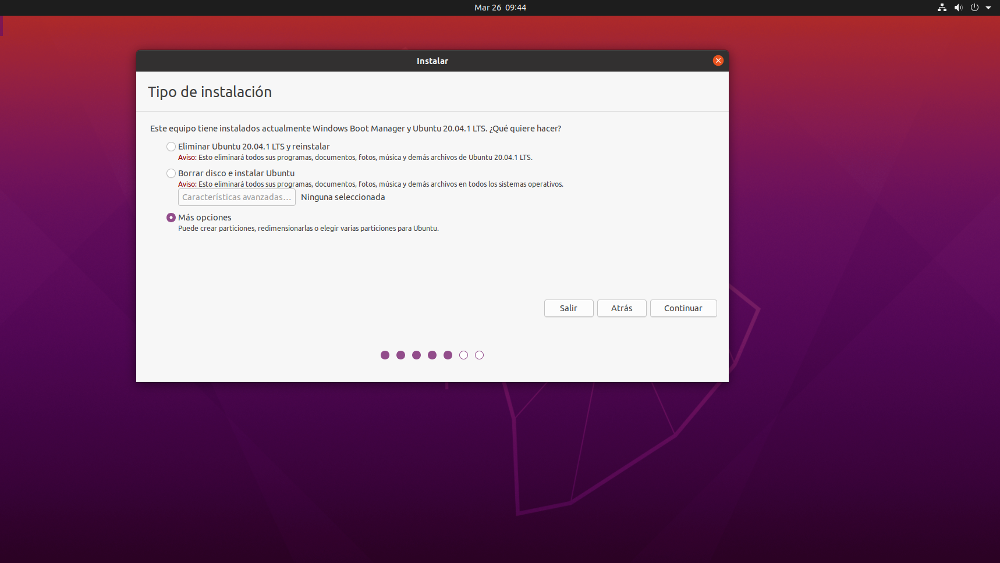 Mar 26 09:44
Instalar
Tipo de instalación
Este equipo tiene instalados actualmente Windows Boot Manager y Ubuntu 20.04.1 LTS. ¿Qué quiere hacer?
Eliminar Ubuntu 20.04.1 LTS y reinstalar
Aviso: Esto eliminará todos sus programas, documentos, fotos, música y demás archivos de Ubuntu 20.04.1 LTS.
Borrar disco e instalar Ubuntu
Aviso: Esto eliminará todos sus programas, documentos, fotos, música y demás archivos en todos los sistemas operativos.
Características avanzadas... Ninguna seleccionada
Más opciones
Puede crear particiones, redimensionarlas o elegir varias particiones para Ubuntu.
Salir Atrás Continuar